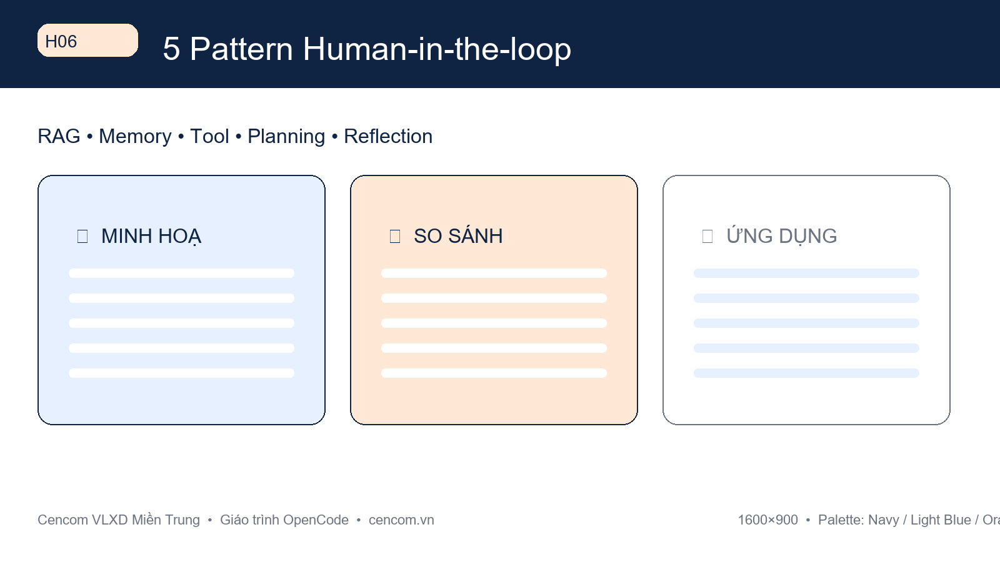 H06
5 Pattern Human-in-the-loop
RAG • Memory • Tool • Planning • Reflection
MINH HOẠ
SO SÁNH
ỨNG DỤNG
Cencom VLXD Miền Trung • Giáo trình OpenCode • cencom.vn
1600×900 • Palette: Navy / Light Blue /